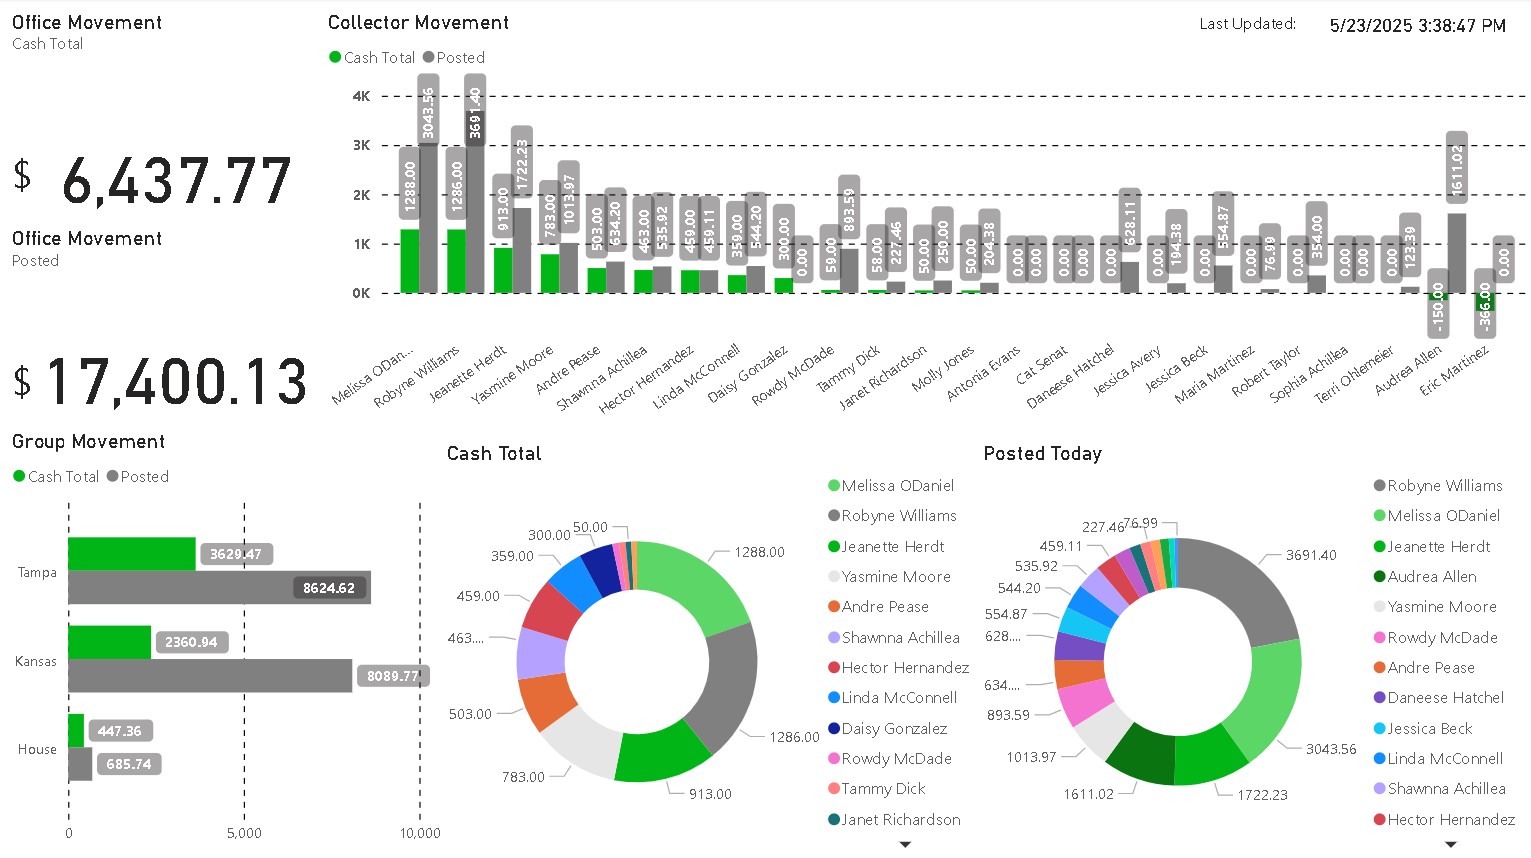 Office Movement
Cash Total
$ 6,437.77
Office Movement
Posted
$ 17,400.13
Collector Movement
Last Updated: 5/23/2025 3:38:47 PM
Cash Total Posted
4K
3K
2K
1K
0K
1288.00 3043.56 1286.00 3691.40 913.00 1722.23 783.00 1013.97 503.00 634.20 463.00 535.92 459.00 459.11 359.00 544.20 300.00 0.00 59.00 893.59 58.00 227.46 50.00 250.00 50.00 204.38 0.00 0.00 0.00 0.00 0.00 628.11 0.00 194.38 0.00 554.87 0.00 76.99 0.00 354.00 0.00 0.00 0.00 123.39 -150.00 1611.02 -366.00 0.00
Melissa ODan...
Robyne Williams
Jeanette Herdt
Yasmine Moore
Andre Pease
Shawnna Achillea
Hector Hernandez
Linda McConnell
Daisy Gonzalez
Rowdy McDade
Tammy Dick
Janet Richardson
Molly Jones
Antonia Evans
Cat Senat
Daneese Hatchel
Jessica Avery
Jessica Beck
Maria Martinez
Robert Taylor
Sophia Achillea
Terri Ohlemeier
Audrea Allen
Eric Martinez
Group Movement
Cash Total Posted
Tampa
3629.47
8624.62
Kansas
2360.94
8089.77
House
447.36
685.74
0 5,000 10,000
Cash Total
1288.00
1286.00
913.00
783.00
503.00
463....
459.00
359.00
300.00
50.00
Melissa ODaniel
Robyne Williams
Jeanette Herdt
Yasmine Moore
Andre Pease
Shawnna Achillea
Hector Hernandez
Linda McConnell
Daisy Gonzalez
Rowdy McDade
Tammy Dick
Janet Richardson
Posted Today
3691.40
3043.56
1722.23
1611.02
1013.97
893.59
634....
628....
554.87
544.20
535.92
459.11
227.46
76.99
Robyne Williams
Melissa ODaniel
Jeanette Herdt
Audrea Allen
Yasmine Moore
Rowdy McDade
Andre Pease
Daneese Hatchel
Jessica Beck
Linda McConnell
Shawnna Achillea
Hector Hernandez